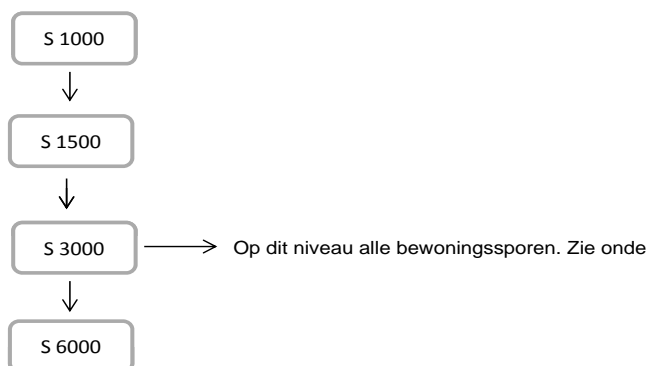 S 1000
S 1500
S 3000
Op dit niveau alle bewoningssporen. Zie onde
S 6000